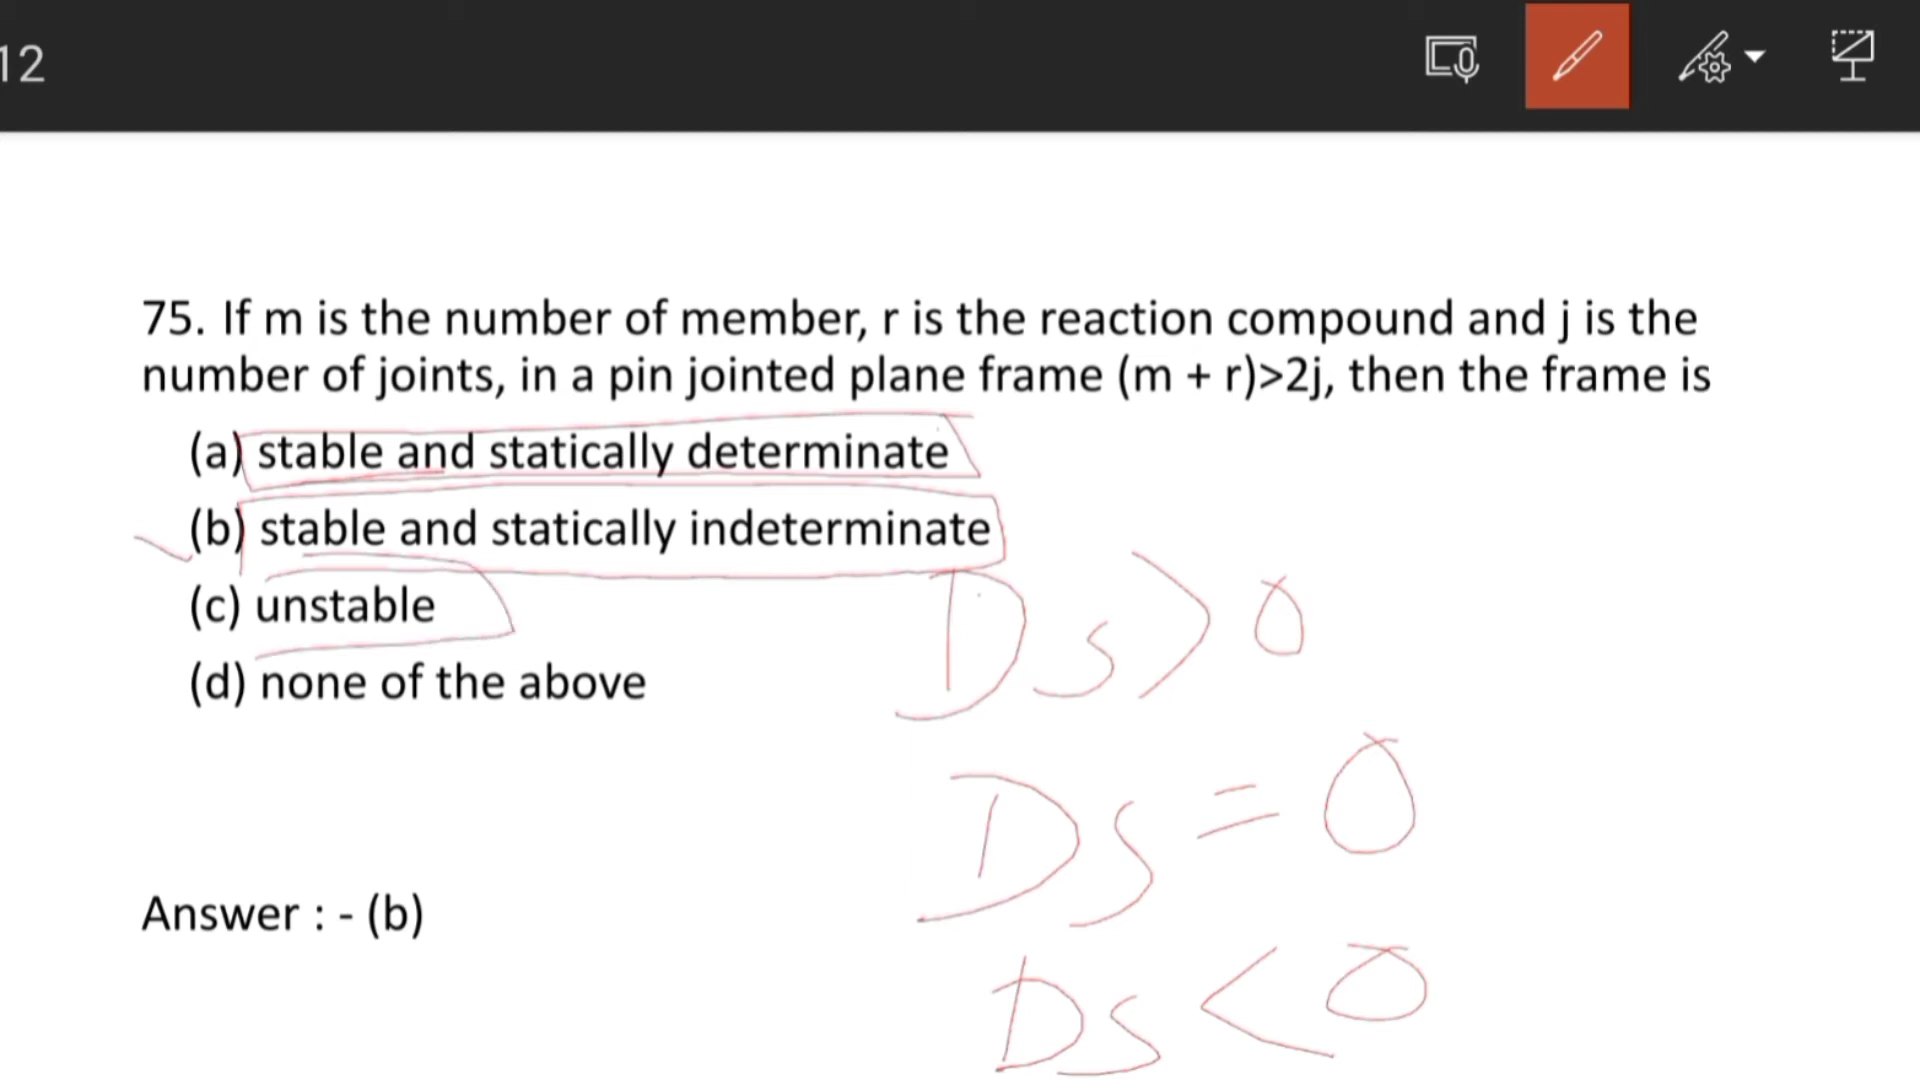 12
75. If m is the number of member, r is the reaction compound and j is the
number of joints, in a pin jointed plane frame (m + r)>2j, then the frame is
(a) stable and statically determinate
(b) stable and statically indeterminate
(c) unstable
(d) none of the above
Ds > 0
Ds = 0
Answer : - (b)
Ds < 0